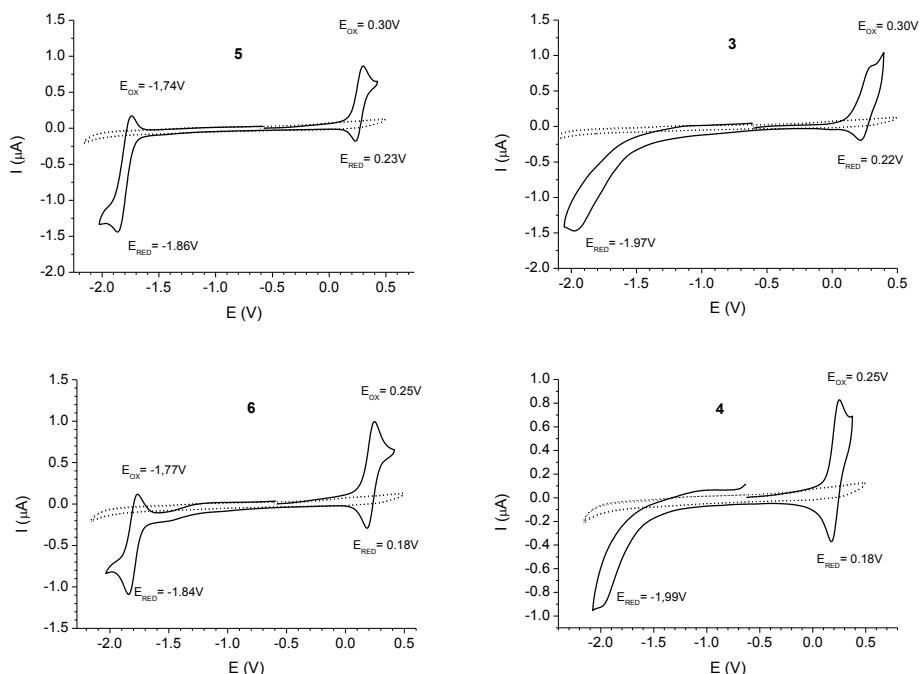 5
E_OX= 0.30V
E_OX= -1,74V
E_RED= 0.23V
E_RED= -1.86V
I (µA)
1.5
1.0
0.5
0.0
-0.5
-1.0
-1.5
-2.0
-2.0 -1.5 -1.0 -0.5 0.0 0.5
E (V)
3
E_OX= 0.30V
E_RED= 0.22V
E_RED= -1.97V
I (µA)
1.5
1.0
0.5
0.0
-0.5
-1.0
-1.5
-2.0
-2.0 -1.5 -1.0 -0.5 0.0 0.5
E (V)
6
E_OX= 0.25V
E_OX= -1,77V
E_RED= 0.18V
E_RED= -1.84V
I (µA)
1.5
1.0
0.5
0.0
-0.5
-1.0
-1.5
-2.0 -1.5 -1.0 -0.5 0.0 0.5
E (V)
4
E_OX= 0.25V
E_RED= 0.18V
E_RED= -1,99V
I (µA)
1.0
0.8
0.6
0.4
0.2
0.0
-0.2
-0.4
-0.6
-0.8
-1.0
-2.0 -1.5 -1.0 -0.5 0.0 0.5
E (V)